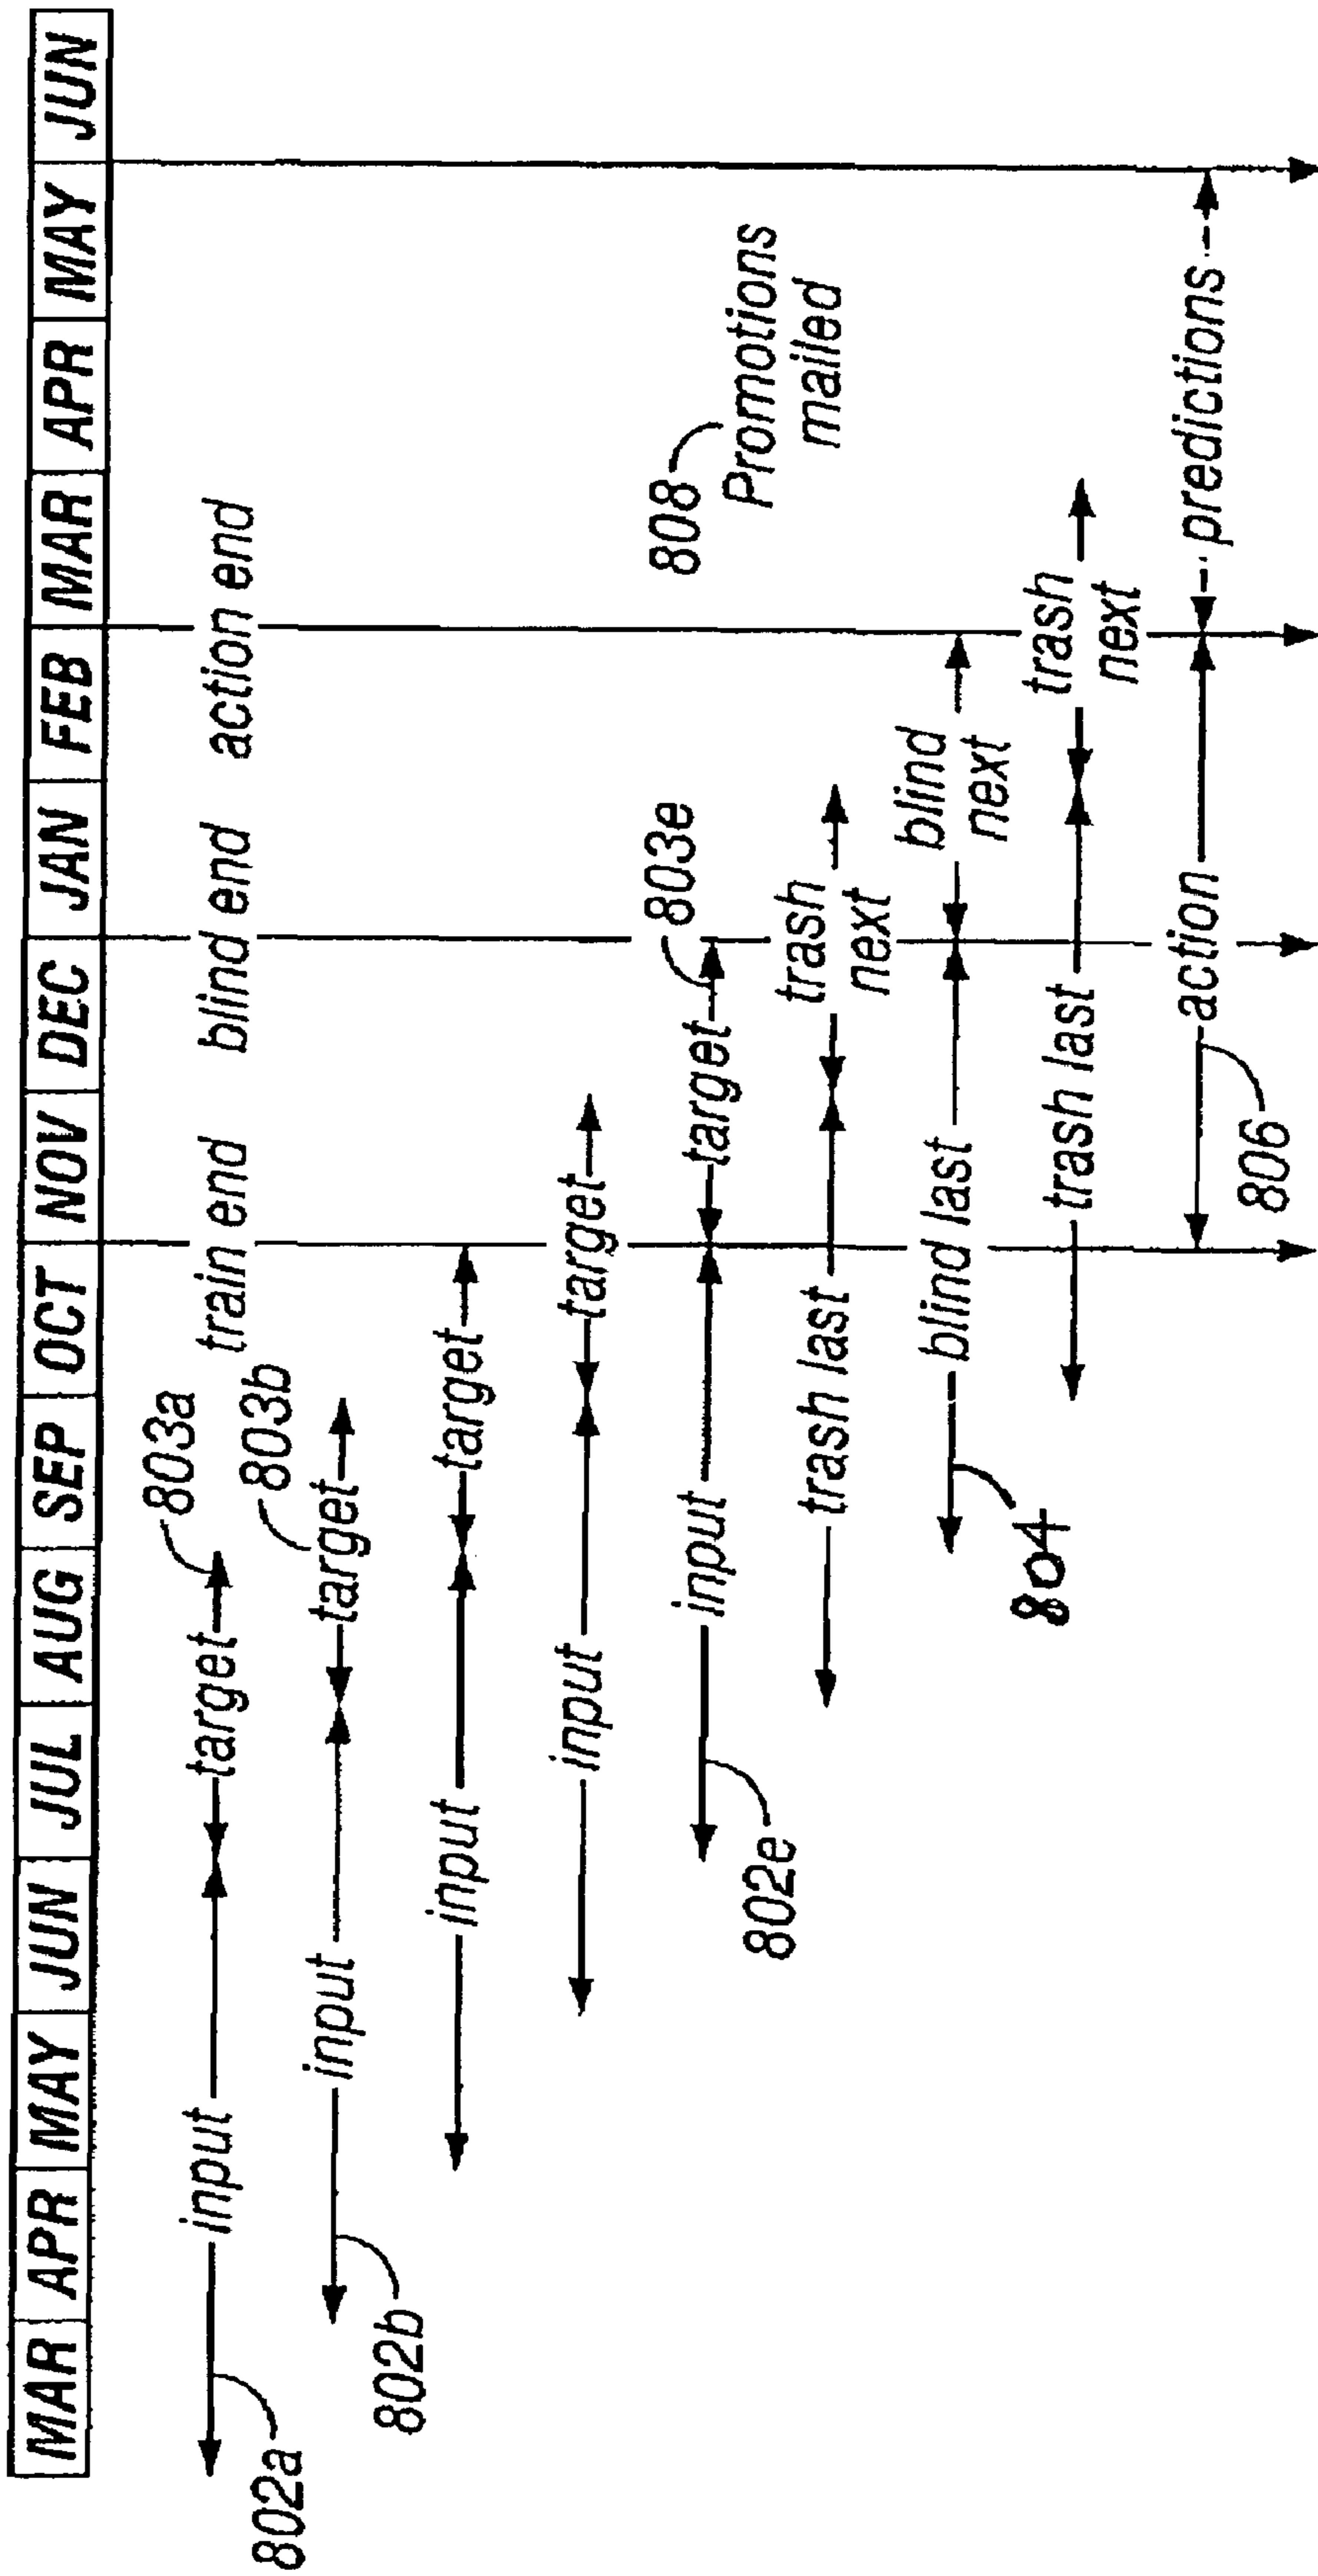 MAR APR MAY JUN JUL AUG SEP OCT NOV DEC JAN FEB MAR APR MAY JUN
train end blind end action end
802a input target 803a
802b input target 803b
input target
input target
802e input target 803e
808 Promotions
mailed
trash last trash
next
804 blind last blind
next
trash last trash
next
806 action predictions